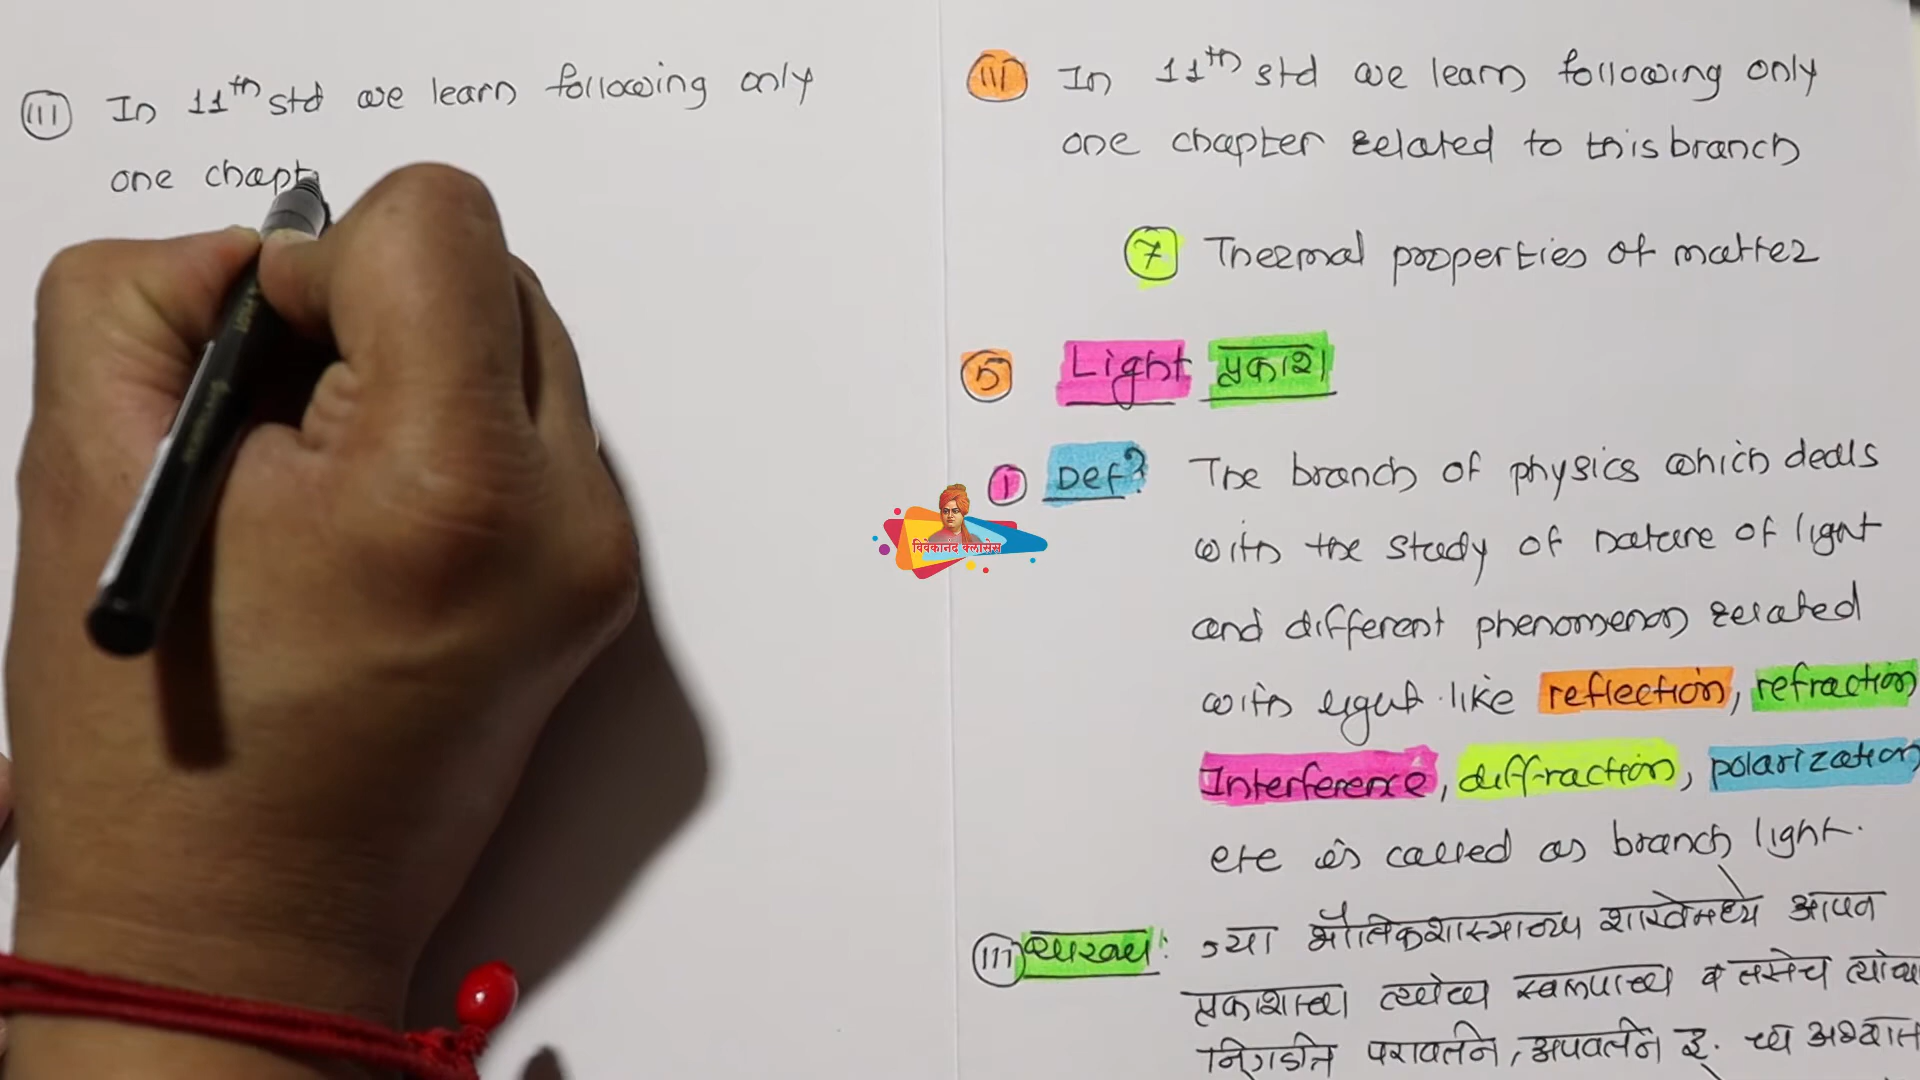 (III) In 11th std we learn following only
one chapt
(III) In 11th std we learn following only
one chapter related to this branch
(7) Thermal properties of matter
(5) Light प्रकाश
(1) Def? The branch of physics which deals
with the study of nature of light
and different phenomenon related
with light like reflection, refraction
Interference, diffraction, polarization
etc is called as branch light.
(III) व्याख्या: ज्या भौतिकशास्त्राच्या शाखेमध्ये आपण
प्रकाशाच्या स्वरूपाच्या व तसेच
निगडीत परावर्तन, अपवर्तन इ. च्या अभ्यास
विवेकानंद क्लासेस